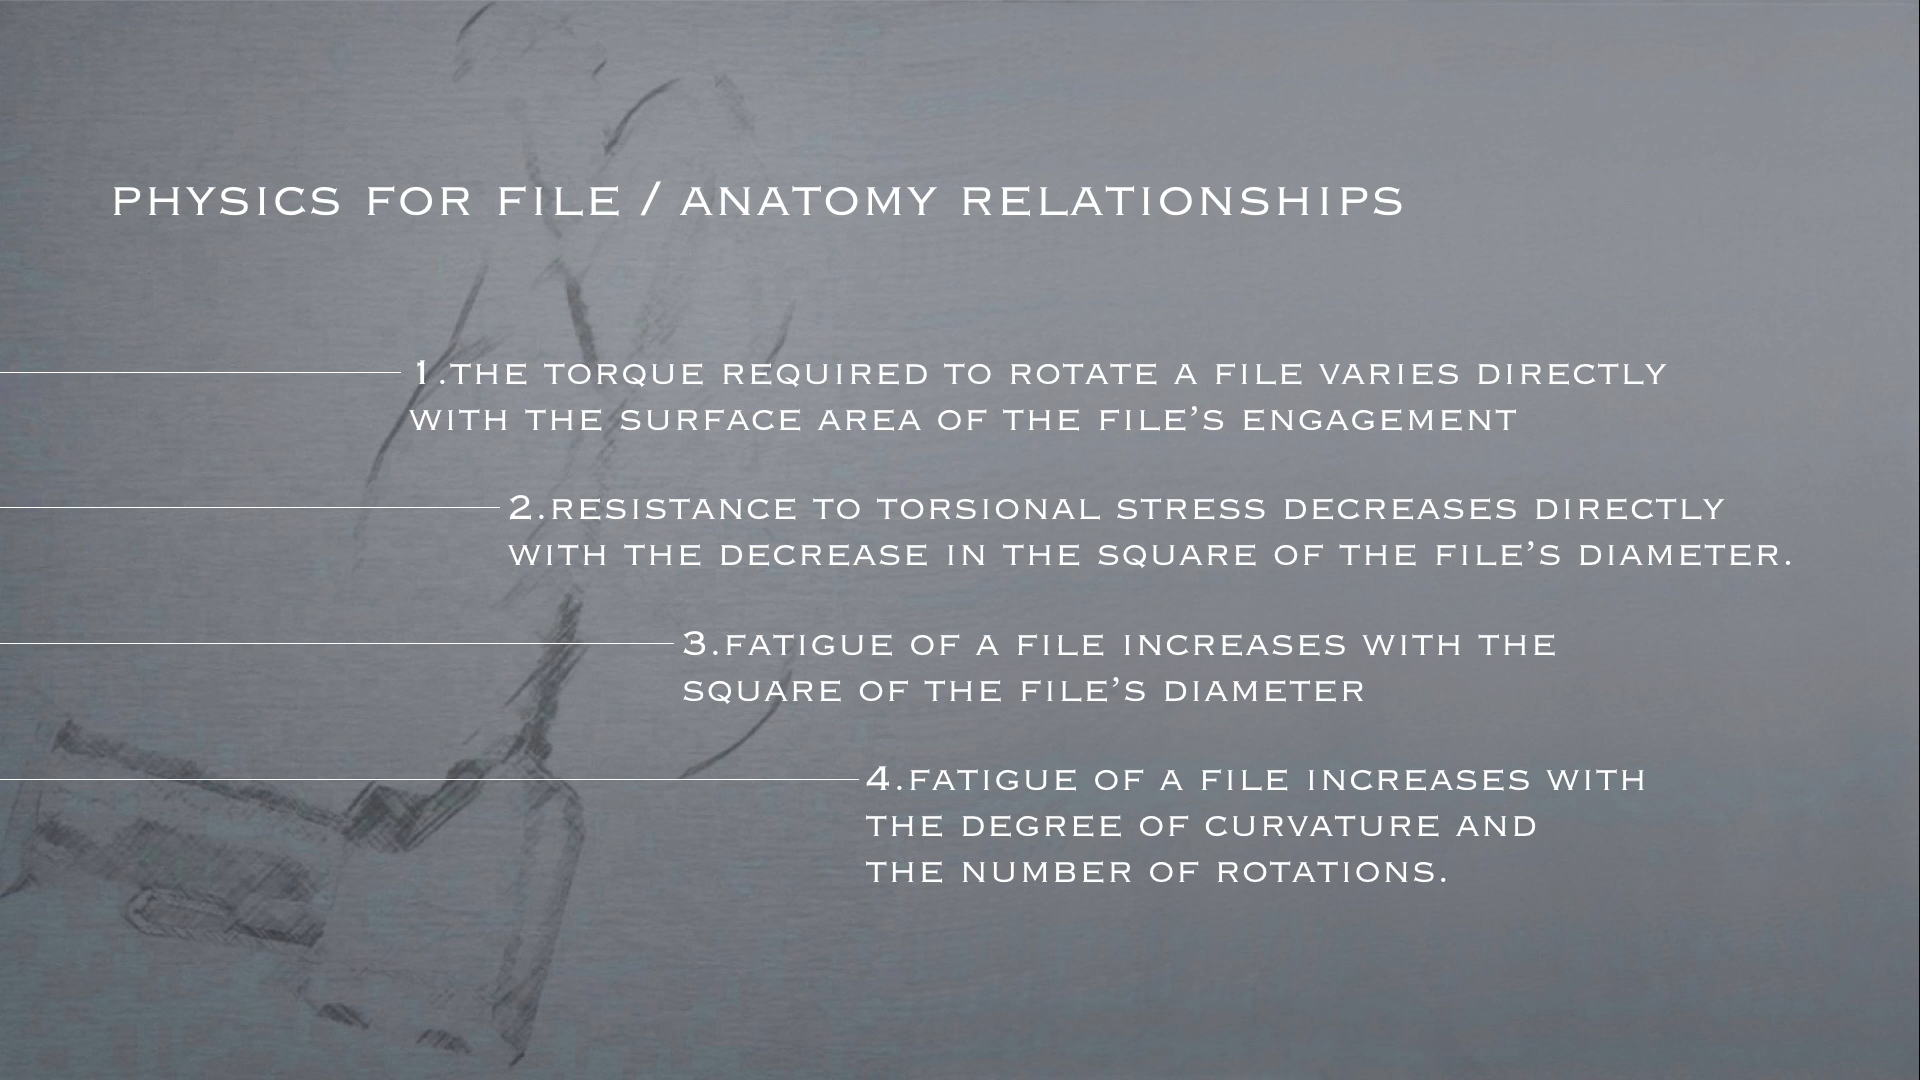 PHYSICS FOR FILE / ANATOMY RELATIONSHIPS
1.THE TORQUE REQUIRED TO ROTATE A FILE VARIES DIRECTLY
WITH THE SURFACE AREA OF THE FILE’S ENGAGEMENT
2.RESISTANCE TO TORSIONAL STRESS DECREASES DIRECTLY
WITH THE DECREASE IN THE SQUARE OF THE FILE’S DIAMETER.
3.FATIGUE OF A FILE INCREASES WITH THE
SQUARE OF THE FILE’S DIAMETER
4.FATIGUE OF A FILE INCREASES WITH
THE DEGREE OF CURVATURE AND
THE NUMBER OF ROTATIONS.